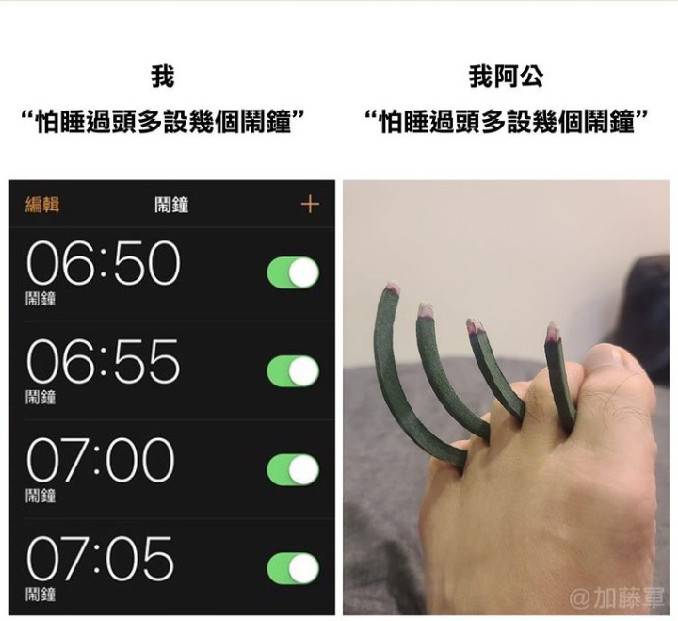 我
“怕睡過頭多設幾個鬧鐘”
我阿公
“怕睡過頭多設幾個鬧鐘”
編輯 鬧鐘 +
06:50
鬧鐘
06:55
鬧鐘
07:00
鬧鐘
07:05
鬧鐘
@加藤軍